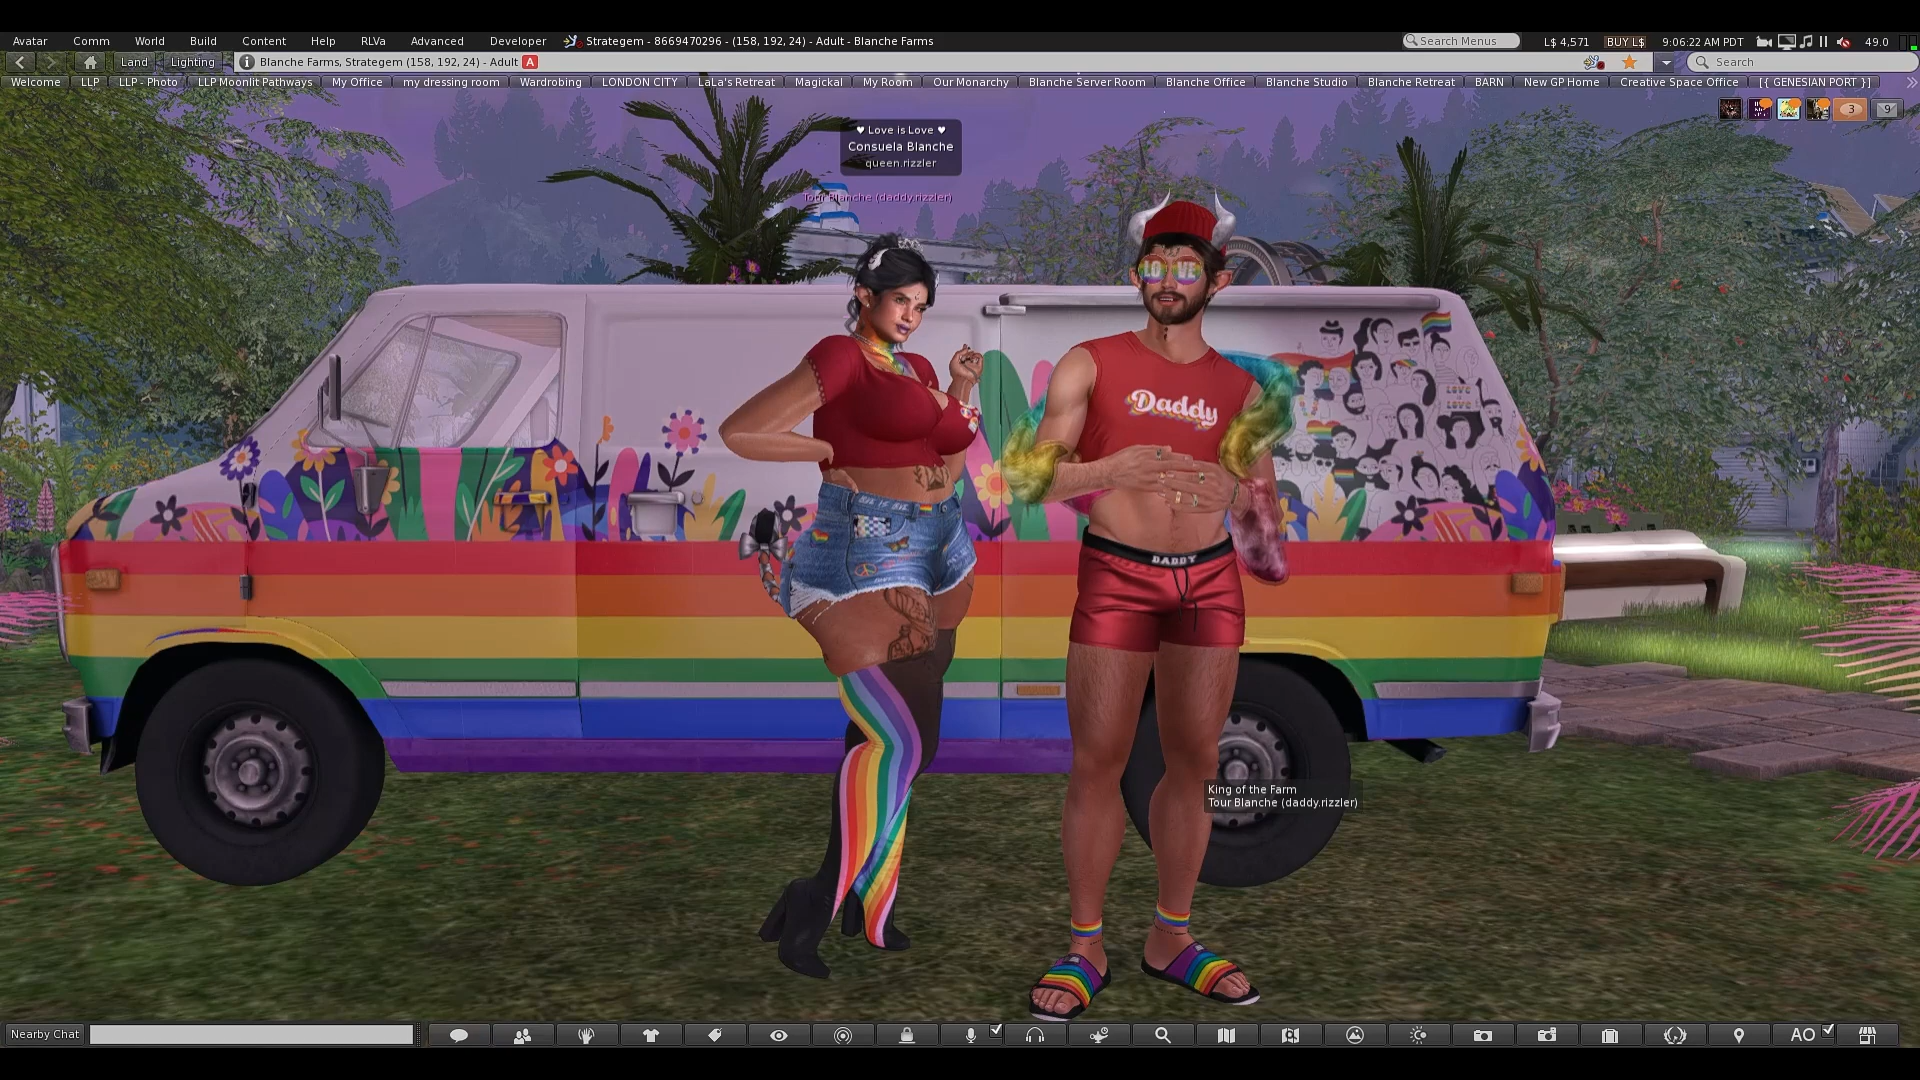 Avatar Comm World Build Content Help RLVa Advanced Developer Strategem - 8669470296 - (158, 192, 24) - Adult - Blanche Farms Search Menus L$ 4,571 BUY L$ 9:06:22 AM PDT 49.0
Land Lighting Blanche Farms, Strategem (158, 192, 24) - Adult A Search
Welcome LLP LLP - Photo LLP Moonlit Pathways My Office my dressing room Wardrobing LONDON CITY LaLa's Retreat Magickal My Room Our Monarchy Blanche Server Room Blanche Office Blanche Studio Blanche Retreat BARN New GP Home Creative Space Office [{ GENESIAN PORT }]
3 9
♥ Love is Love ♥
Consuela Blanche
queen.rizzler
Tour Blanche (daddy.rizzler)
LOVE
Daddy
LOVE
IS
LOVE
DADDY
King of the Farm
Tour Blanche (daddy.rizzler)
Nearby Chat AO